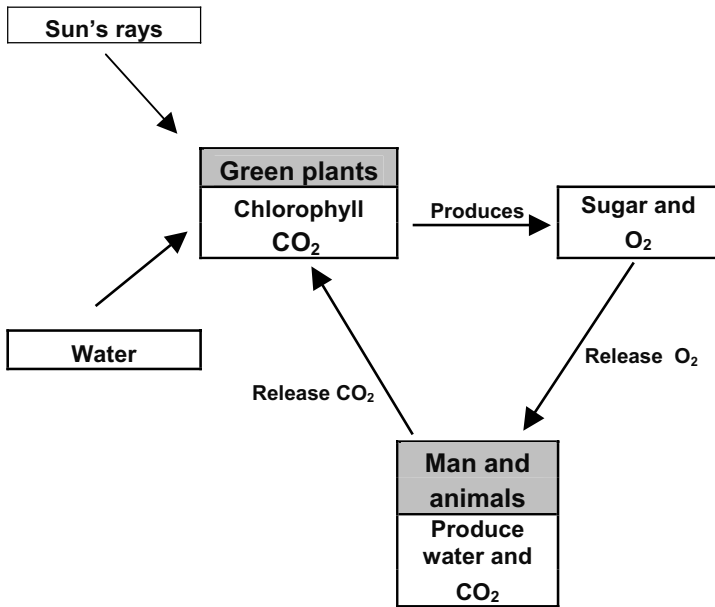 Sun's rays
Green plants
Chlorophyll
CO₂
Produces
Sugar and
O₂
Water
Release CO₂
Release O₂
Man and
animals
Produce
water and
CO₂